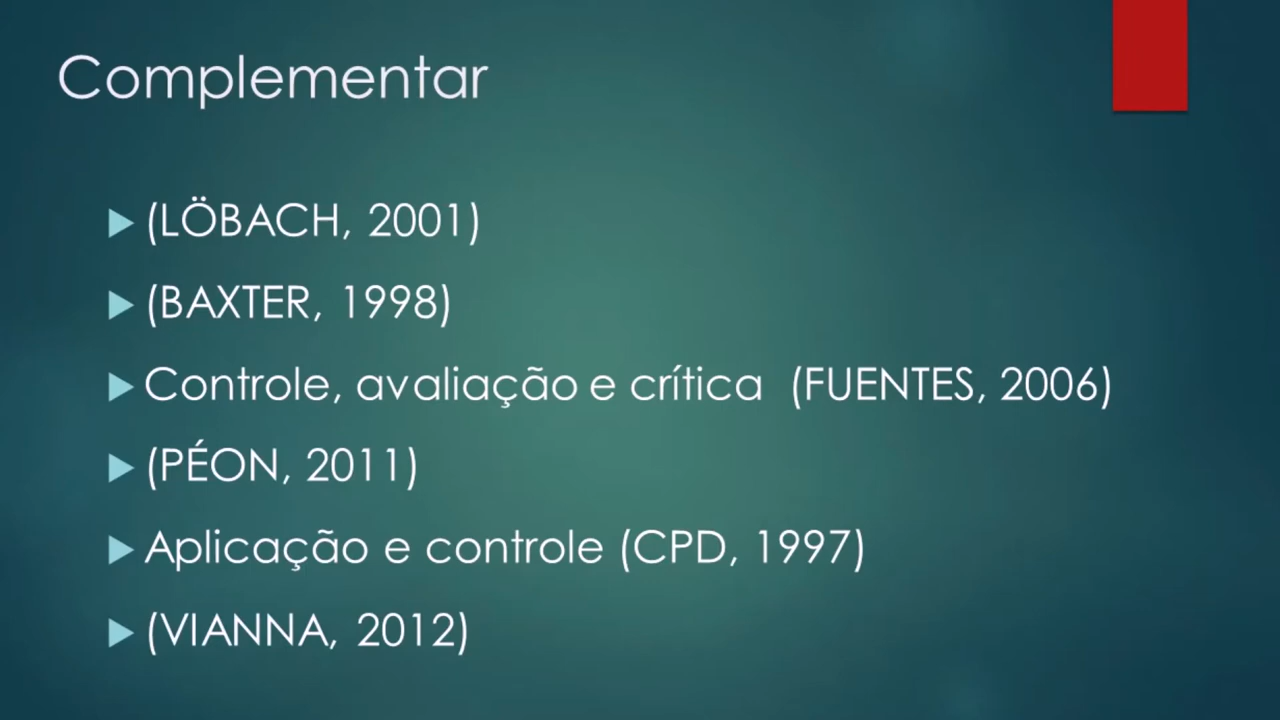 Complementar
(LÖBACH, 2001)
(BAXTER, 1998)
Controle, avaliação e crítica (FUENTES, 2006)
(PÉON, 2011)
Aplicação e controle (CPD, 1997)
(VIANNA, 2012)